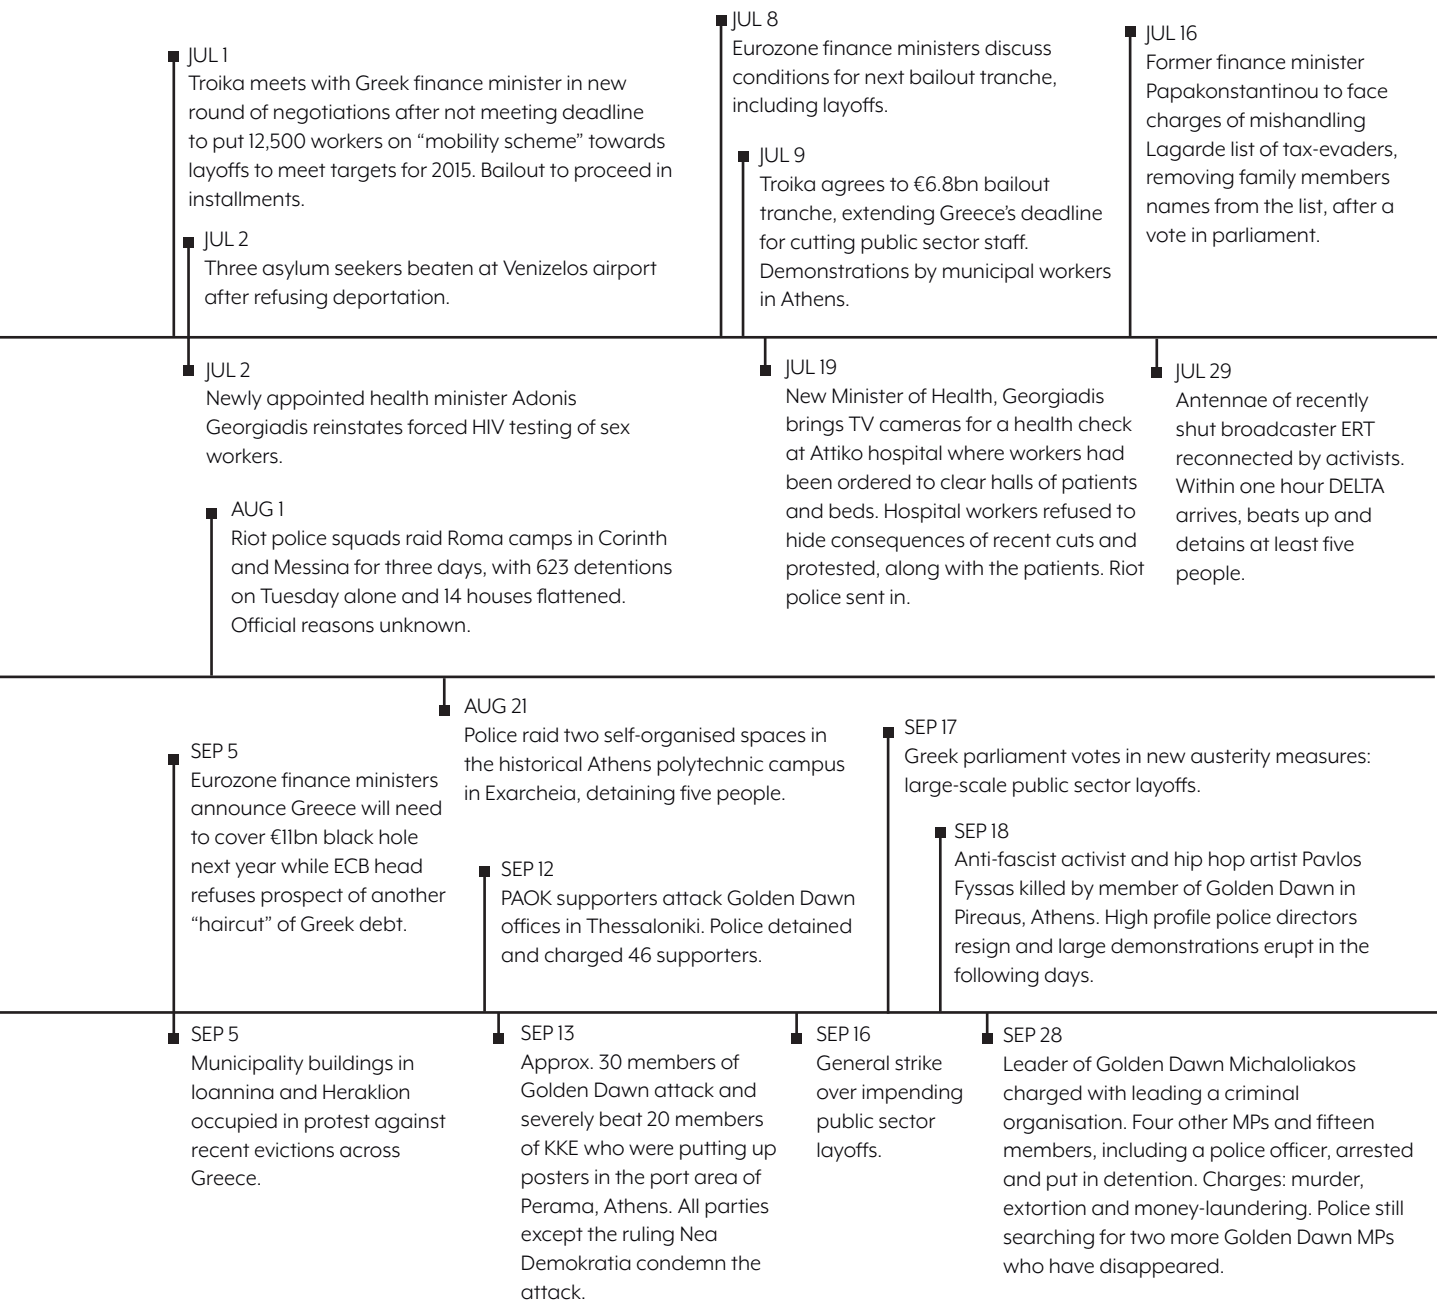 JUL 1
Troika meets with Greek finance minister in new
round of negotiations after not meeting deadline
to put 12,500 workers on “mobility scheme” towards
layoffs to meet targets for 2015. Bailout to proceed in
installments.
JUL 2
Three asylum seekers beaten at Venizelos airport
after refusing deportation.
JUL 8
Eurozone finance ministers discuss
conditions for next bailout tranche,
including layoffs.
JUL 9
Troika agrees to €6.8bn bailout
tranche, extending Greece’s deadline
for cutting public sector staff.
Demonstrations by municipal workers
in Athens.
JUL 16
Former finance minister
Papakonstantinou to face
charges of mishandling
Lagarde list of tax-evaders,
removing family members
names from the list, after a
vote in parliament.
JUL 2
Newly appointed health minister Adonis
Georgiadis reinstates forced HIV testing of sex
workers.
JUL 19
New Minister of Health, Georgiadis
brings TV cameras for a health check
at Attiko hospital where workers had
been ordered to clear halls of patients
and beds. Hospital workers refused to
hide consequences of recent cuts and
protested, along with the patients. Riot
police sent in.
JUL 29
Antennae of recently
shut broadcaster ERT
reconnected by activists.
Within one hour DELTA
arrives, beats up and
detains at least five
people.
AUG 1
Riot police squads raid Roma camps in Corinth
and Messina for three days, with 623 detentions
on Tuesday alone and 14 houses flattened.
Official reasons unknown.
AUG 21
Police raid two self-organised spaces in
the historical Athens polytechnic campus
in Exarcheia, detaining five people.
SEP 5
Eurozone finance ministers
announce Greece will need
to cover €11bn black hole
next year while ECB head
refuses prospect of another
“haircut” of Greek debt.
SEP 12
PAOK supporters attack Golden Dawn
offices in Thessaloniki. Police detained
and charged 46 supporters.
SEP 17
Greek parliament votes in new austerity measures:
large-scale public sector layoffs.
SEP 18
Anti-fascist activist and hip hop artist Pavlos
Fyssas killed by member of Golden Dawn in
Pireaus, Athens. High profile police directors
resign and large demonstrations erupt in the
following days.
SEP 5
Municipality buildings in
Ioannina and Heraklion
occupied in protest against
recent evictions across
Greece.
SEP 13
Approx. 30 members of
Golden Dawn attack and
severely beat 20 members
of KKE who were putting up
posters in the port area of
Perama, Athens. All parties
except the ruling Nea
Demokratia condemn the
attack.
SEP 16
General strike
over impending
public sector
layoffs.
SEP 28
Leader of Golden Dawn Michaloliakos
charged with leading a criminal
organisation. Four other MPs and fifteen
members, including a police officer, arrested
and put in detention. Charges: murder,
extortion and money-laundering. Police still
searching for two more Golden Dawn MPs
who have disappeared.